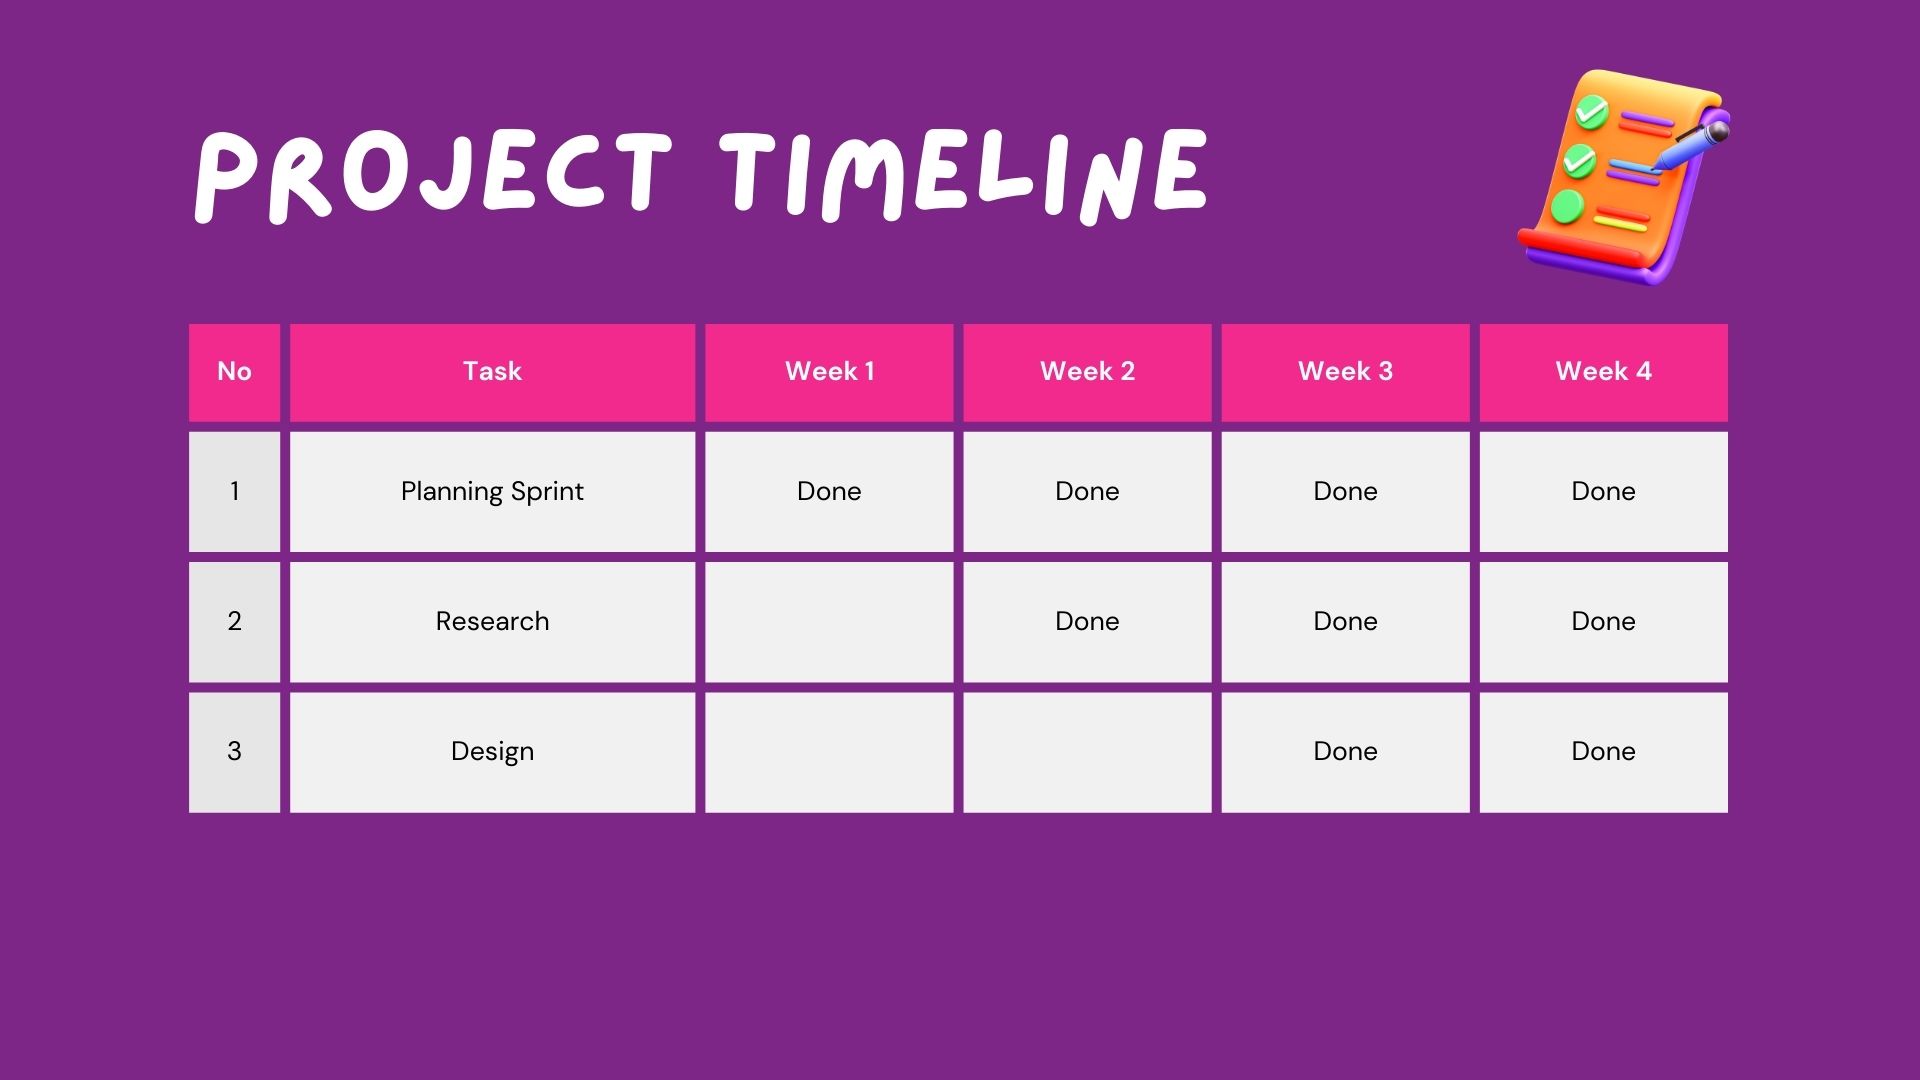 PROJECT TIMELINE
No Task Week 1 Week 2 Week 3 Week 4
1 Planning Sprint Done Done Done Done
2 Research Done Done Done
3 Design Done Done